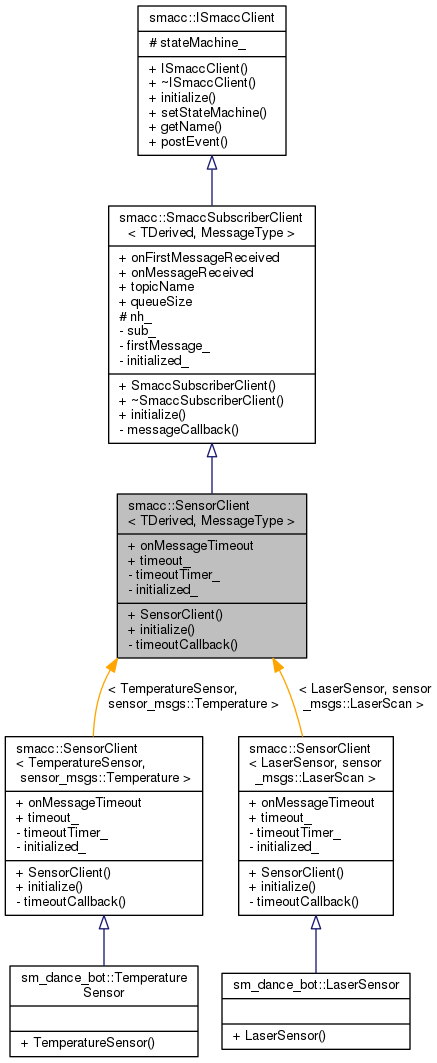 smacc::ISmaccClient
# stateMachine_
+ ISmaccClient()
+ ~ISmaccClient()
+ initialize()
+ setStateMachine()
+ getName()
+ postEvent()
smacc::SmaccSubscriberClient
< TDerived, MessageType >
+ onFirstMessageReceived
+ onMessageReceived
+ topicName
+ queueSize
# nh_
- sub_
- firstMessage_
- initialized_
+ SmaccSubscriberClient()
+ ~SmaccSubscriberClient()
+ initialize()
- messageCallback()
smacc::SensorClient
< TDerived, MessageType >
+ onMessageTimeout
+ timeout_
- timeoutTimer_
- initialized_
+ SensorClient()
+ initialize()
- timeoutCallback()
< TemperatureSensor,
sensor_msgs::Temperature >
< LaserSensor, sensor
_msgs::LaserScan >
smacc::SensorClient
< TemperatureSensor,
sensor_msgs::Temperature >
+ onMessageTimeout
+ timeout_
- timeoutTimer_
- initialized_
+ SensorClient()
+ initialize()
- timeoutCallback()
smacc::SensorClient
< LaserSensor, sensor
_msgs::LaserScan >
+ onMessageTimeout
+ timeout_
- timeoutTimer_
- initialized_
+ SensorClient()
+ initialize()
- timeoutCallback()
sm_dance_bot::Temperature
Sensor
+ TemperatureSensor()
sm_dance_bot::LaserSensor
+ LaserSensor()